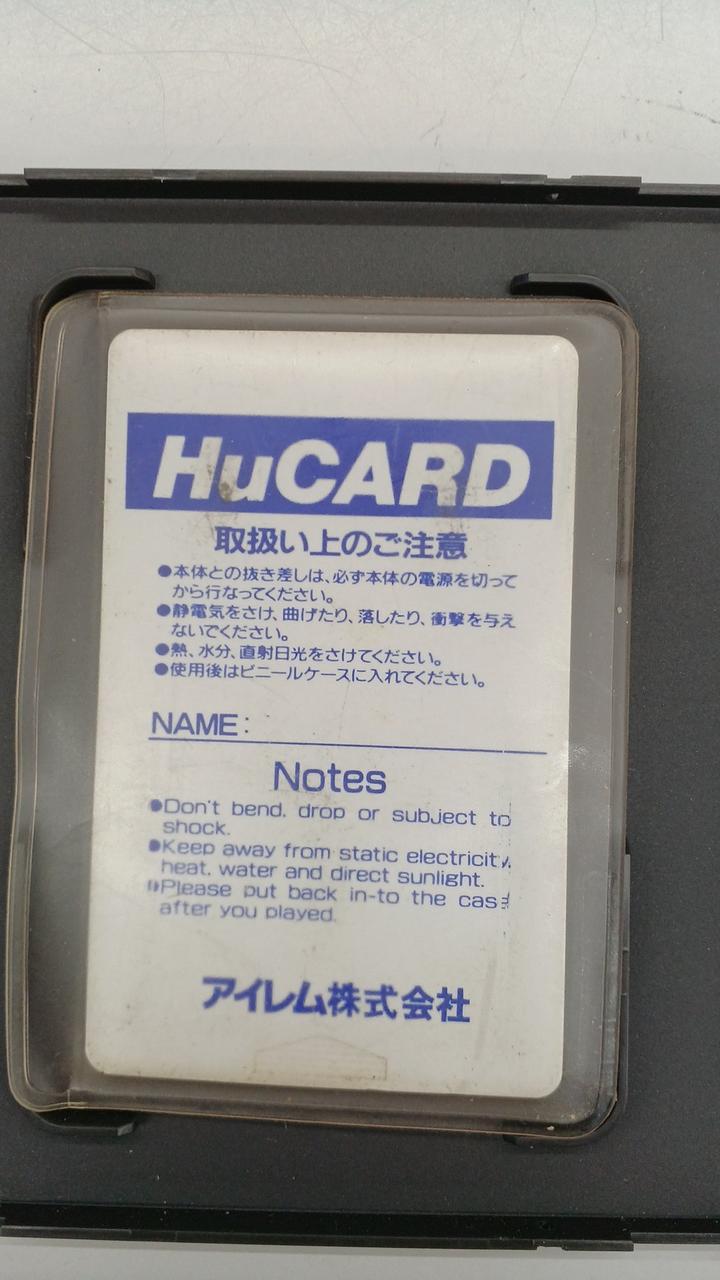 HuCARD
取扱い上のご注意
●本体との抜き差しは、必ず本体の電源を切って
から行なってください。
●静電気をさけ、曲げたり、落したり、衝撃を与え
ないでください。
●熱、水分、直射日光をさけてください。
●使用後はビニールケースに入れてください。
NAME:
Notes
●Don't bend, drop or subject to
shock.
●Keep away from static electricity,
heat, water and direct sunlight.
●Please put back in-to the case
after you played.
アイレム株式会社